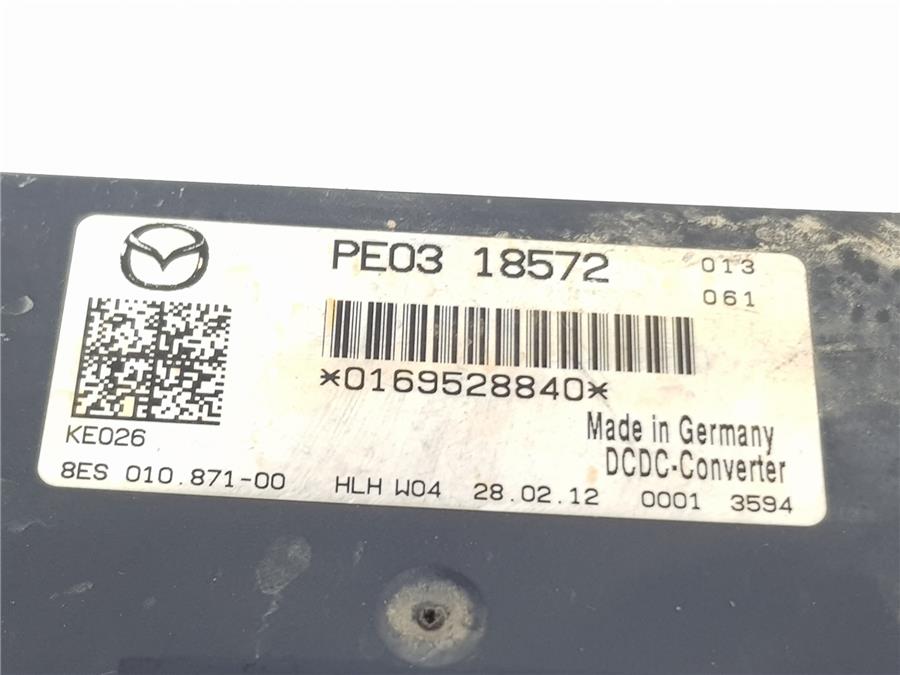 PE03 18572 013
061
*0169528840*
KE026
Made in Germany
DCDC-Converter
8ES 010.871-00 HLH W04 28.02.12 0001 3594